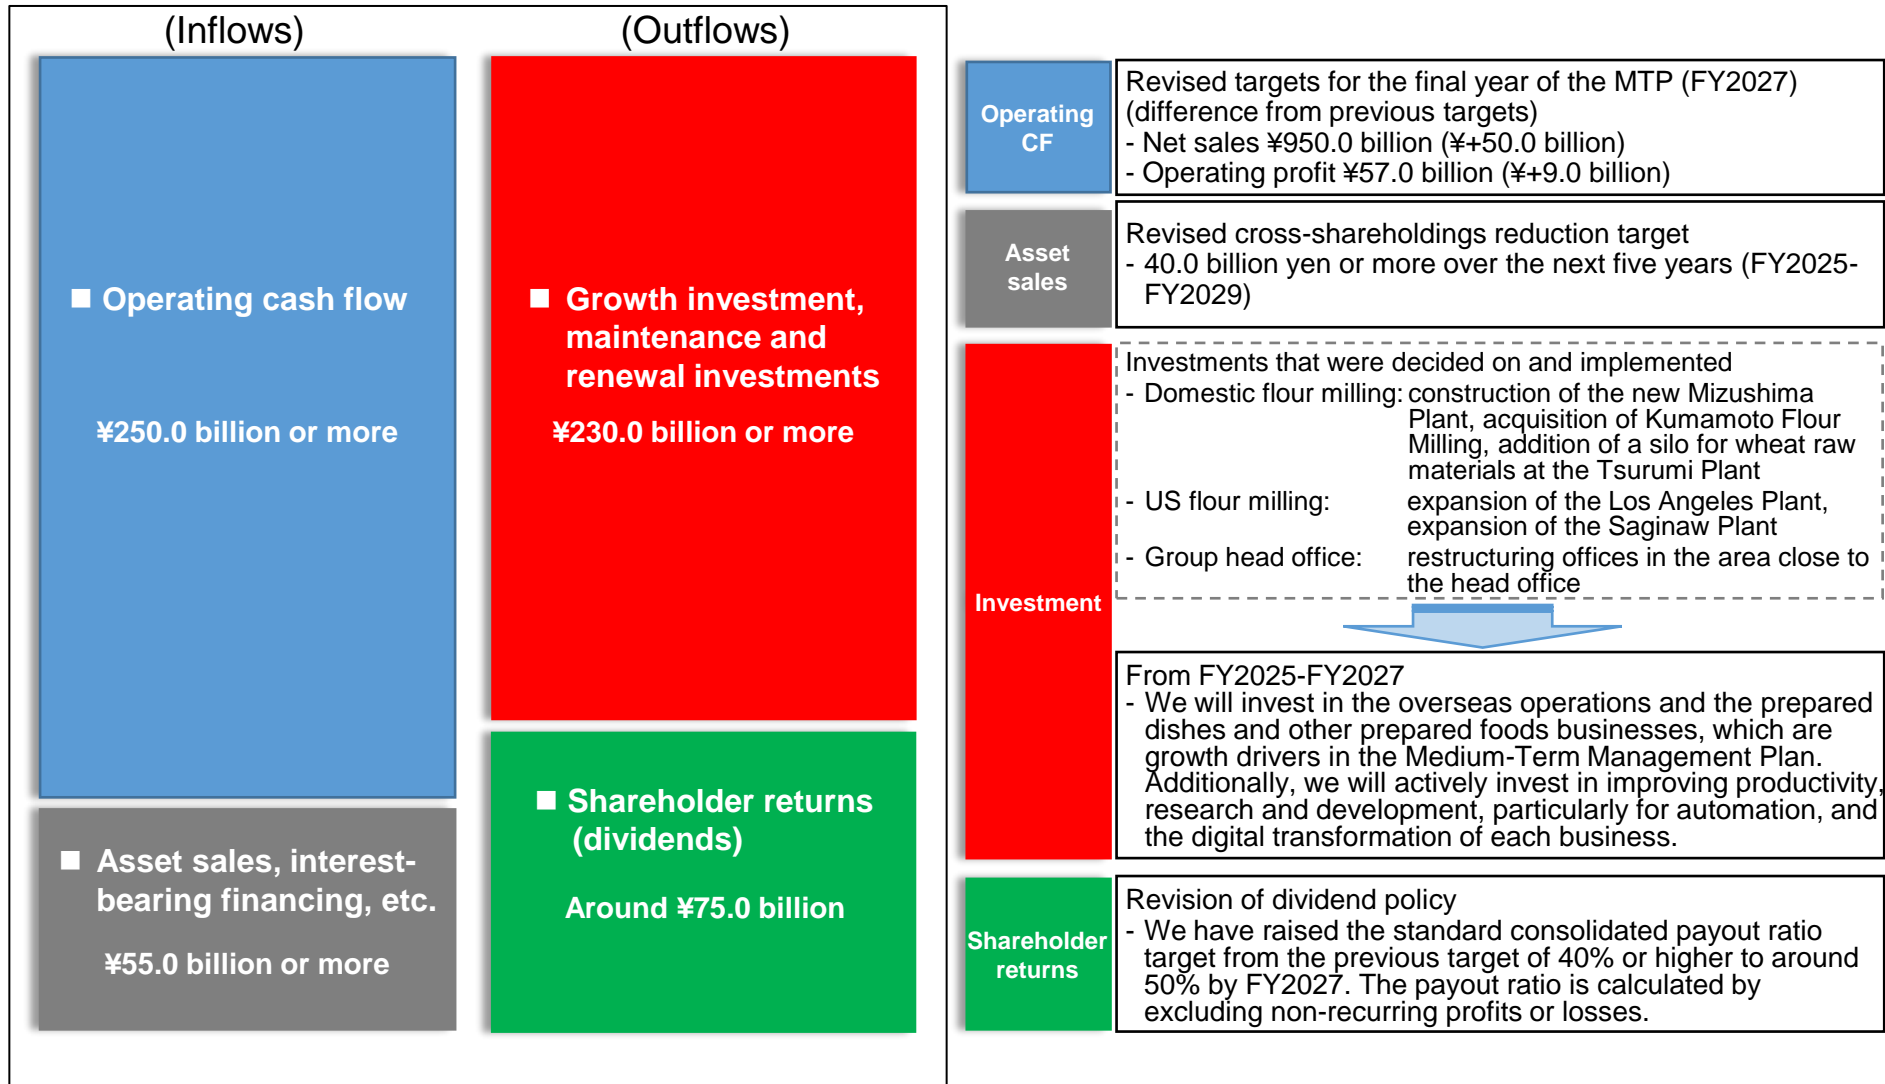 (Inflows)
(Outflows)
■ Operating cash flow
¥250.0 billion or more
■ Asset sales, interest-
bearing financing, etc.
¥55.0 billion or more
■ Growth investment,
maintenance and
renewal investments
¥230.0 billion or more
■ Shareholder returns
(dividends)
Around ¥75.0 billion
Operating
CF
Revised targets for the final year of the MTP (FY2027)
(difference from previous targets)
- Net sales ¥950.0 billion (¥+50.0 billion)
- Operating profit ¥57.0 billion (¥+9.0 billion)
Asset
sales
Revised cross-shareholdings reduction target
- 40.0 billion yen or more over the next five years (FY2025-
FY2029)
Investment
Investments that were decided on and implemented
- Domestic flour milling: construction of the new Mizushima
Plant, acquisition of Kumamoto Flour
Milling, addition of a silo for wheat raw
materials at the Tsurumi Plant
- US flour milling: expansion of the Los Angeles Plant,
expansion of the Saginaw Plant
- Group head office: restructuring offices in the area close to
the head office
From FY2025-FY2027
- We will invest in the overseas operations and the prepared
dishes and other prepared foods businesses, which are
growth drivers in the Medium-Term Management Plan.
Additionally, we will actively invest in improving productivity,
research and development, particularly for automation, and
the digital transformation of each business.
Shareholder
returns
Revision of dividend policy
- We have raised the standard consolidated payout ratio
target from the previous target of 40% or higher to around
50% by FY2027. The payout ratio is calculated by
excluding non-recurring profits or losses.